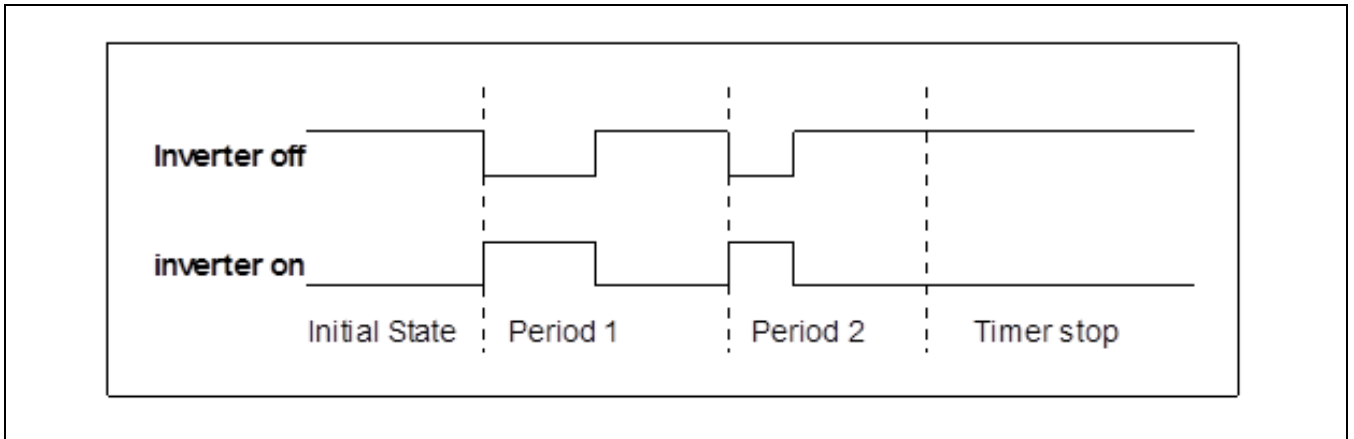 Inverter off
inverter on
Initial State Period 1 Period 2 Timer stop